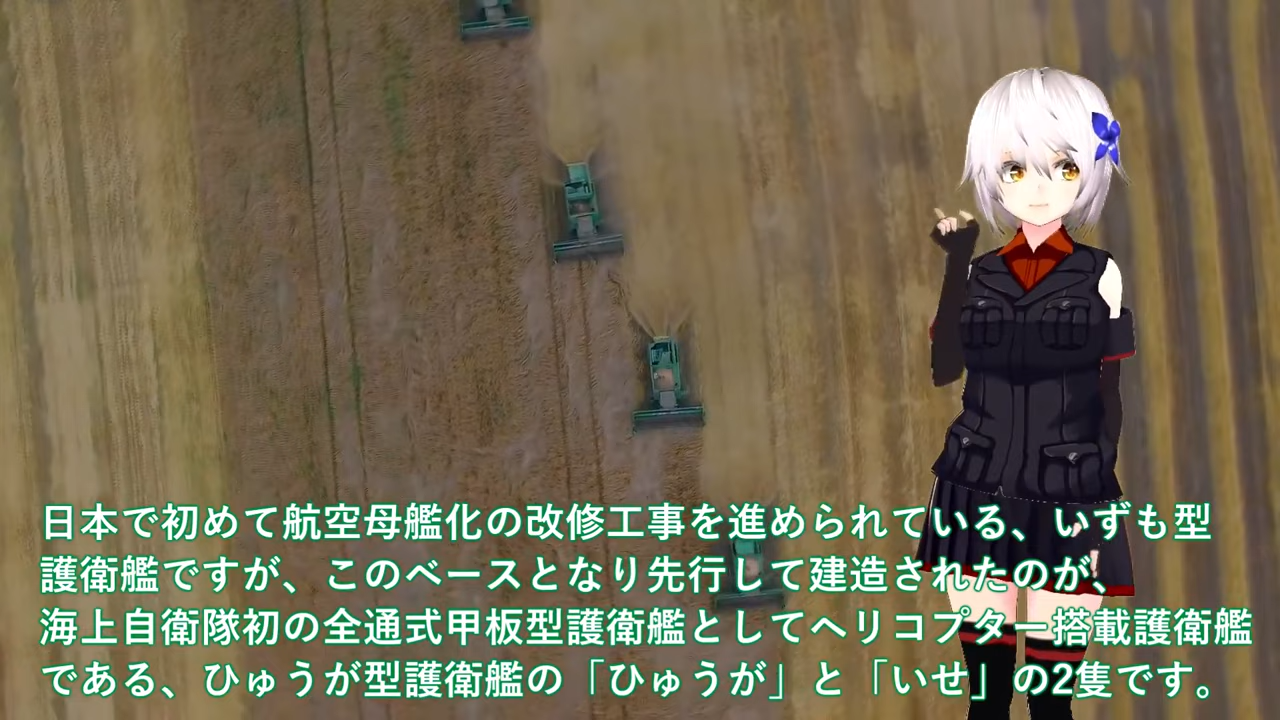 日本で初めて航空母艦化の改修工事を進められている、いずも型
護衛艦ですが、このベースとなり先行して建造されたのが、
海上自衛隊初の全通式甲板型護衛艦としてヘリコプター搭載護衛艦
である、ひゅうが型護衛艦の「ひゅうが」と「いせ」の2隻です。